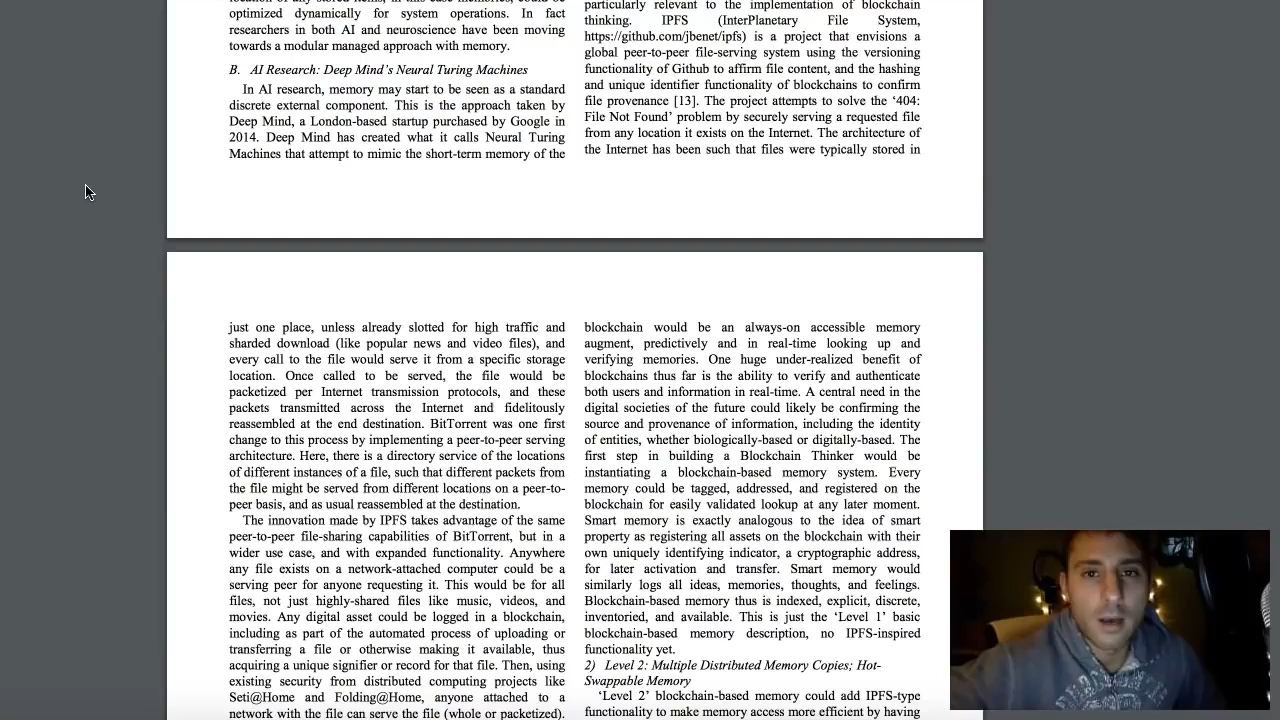 location of any stored items, in this case memories, could be
optimized dynamically for system operations. In fact
researchers in both AI and neuroscience have been moving
towards a modular managed approach with memory.
B. AI Research: Deep Mind’s Neural Turing Machines
In AI research, memory may start to be seen as a standard
discrete external component. This is the approach taken by
Deep Mind, a London-based startup purchased by Google in
2014. Deep Mind has created what it calls Neural Turing
Machines that attempt to mimic the short-term memory of the
particularly relevant to the implementation of blockchain
thinking. IPFS (InterPlanetary File System,
https://github.com/jbenet/ipfs) is a project that envisions a
global peer-to-peer file-serving system using the versioning
functionality of Github to affirm file content, and the hashing
and unique identifier functionality of blockchains to confirm
file provenance [13]. The project attempts to solve the ‘404:
File Not Found’ problem by securely serving a requested file
from any location it exists on the Internet. The architecture of
the Internet has been such that files were typically stored in
just one place, unless already slotted for high traffic and
sharded download (like popular news and video files), and
every call to the file would serve it from a specific storage
location. Once called to be served, the file would be
packetized per Internet transmission protocols, and these
packets transmitted across the Internet and fidelitously
reassembled at the end destination. BitTorrent was one first
change to this process by implementing a peer-to-peer serving
architecture. Here, there is a directory service of the locations
of different instances of a file, such that different packets from
the file might be served from different locations on a peer-to-
peer basis, and as usual reassembled at the destination.
The innovation made by IPFS takes advantage of the same
peer-to-peer file-sharing capabilities of BitTorrent, but in a
wider use case, and with expanded functionality. Anywhere
any file exists on a network-attached computer could be a
serving peer for anyone requesting it. This would be for all
files, not just highly-shared files like music, videos, and
movies. Any digital asset could be logged in a blockchain,
including as part of the automated process of uploading or
transferring a file or otherwise making it available, thus
acquiring a unique signifier or record for that file. Then, using
existing security from distributed computing projects like
Seti@Home and Folding@Home, anyone attached to a
network with the file can serve the file (whole or packetized).
blockchain would be an always-on accessible memory
augment, predictively and in real-time looking up and
verifying memories. One huge under-realized benefit of
blockchains thus far is the ability to verify and authenticate
both users and information in real-time. A central need in the
digital societies of the future could likely be confirming the
source and provenance of information, including the identity
of entities, whether biologically-based or digitally-based. The
first step in building a Blockchain Thinker would be
instantiating a blockchain-based memory system. Every
memory could be tagged, addressed, and registered on the
blockchain for easily validated lookup at any later moment.
Smart memory is exactly analogous to the idea of smart
property as registering all assets on the blockchain with their
own uniquely identifying indicator, a cryptographic address,
for later activation and transfer. Smart memory would
similarly logs all ideas, memories, thoughts, and feelings.
Blockchain-based memory thus is indexed, explicit, discrete,
inventoried, and available. This is just the ‘Level 1’ basic
blockchain-based memory description, no IPFS-inspired
functionality yet.
2) Level 2: Multiple Distributed Memory Copies; Hot-
Swappable Memory
‘Level 2’ blockchain-based memory could add IPFS-type
functionality to make memory access more efficient by having